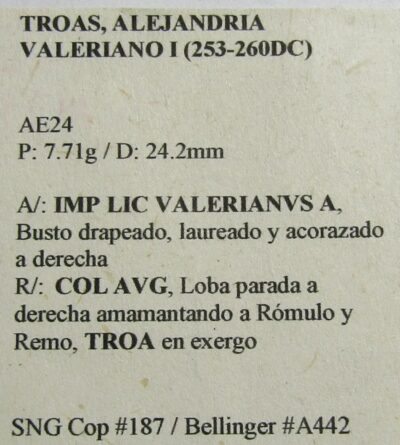 TROAS, ALEJANDRIA
VALERIANO I (253-260DC)
AE24
P: 7.71g / D: 24.2mm
A/: IMP LIC VALERIANVS A,
Busto drapeado, laureado y acorazado
a derecha
R/: COL AVG, Loba parada a
derecha amamantando a Rómulo y
Remo, TROA en exergo
SNG Cop #187 / Bellinger #A442